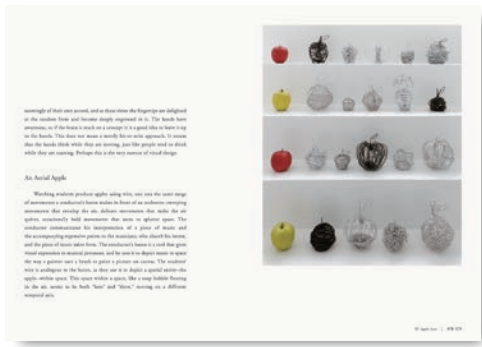 seemingly of their own accord, and at these times the fingertips are delighted
at the random form and become deeply engrossed in it. The hands have
awareness, so if the brain is stuck on a concept it is a good idea to leave it up
to the hands. This does not mean a merely hit-or-miss approach. It means
that the hands think while they are moving, just like people tend to think
while they are roaming. Perhaps this is the very essence of visual design.
An Aerial Apple
Watching students produce apples using wire, one sees the same range
of movements a conductor's baton makes in front of an orchestra: sweeping
movements that envelop the air, delicate movements that make the air
quiver, occasionally bold movements that seem to splinter space. The
conductor communicates his interpretation of a piece of music and
the accompanying expressive points to the musicians, who absorb his intent,
and the piece of music takes form. The conductor's baton is a tool that gives
visual expression to musical processes, and he uses it to depict music in space
the way a painter uses a brush to paint a picture on canvas. The students'
wire is analogous to the baton, as they use it to depict a spatial entity—the
apple—within space. This space within a space, like a soap bubble floating
in the air, seems to be both "here" and "there," moving on a different
temporal axis.